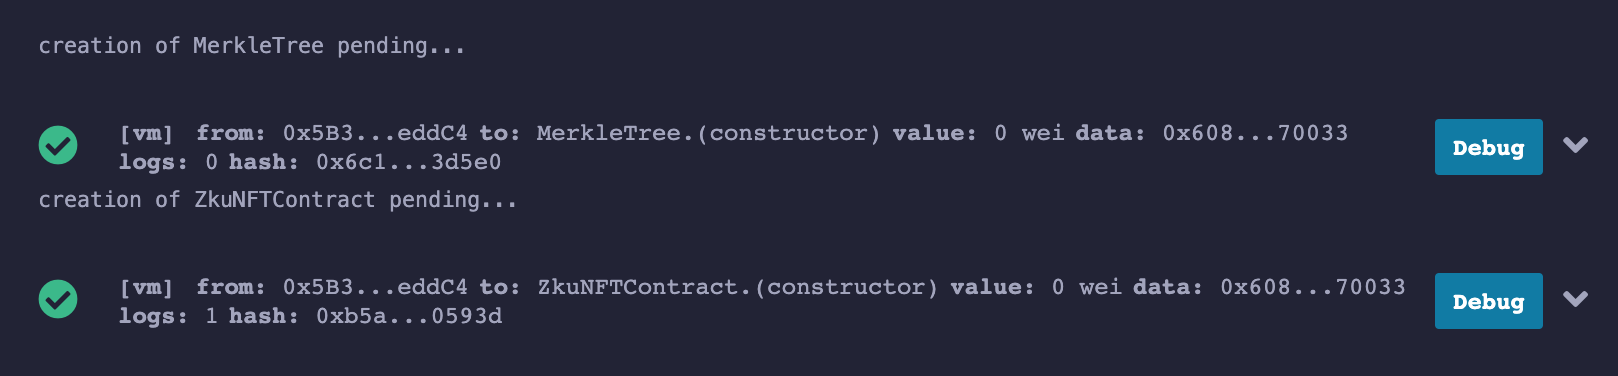 creation of MerkleTree pending...
[vm] from: 0x5B3...eddC4 to: MerkleTree.(constructor) value: 0 wei data: 0x608...70033
logs: 0 hash: 0x6c1...3d5e0
Debug
creation of ZkuNFTContract pending...
[vm] from: 0x5B3...eddC4 to: ZkuNFTContract.(constructor) value: 0 wei data: 0x608...70033
logs: 1 hash: 0xb5a...0593d
Debug